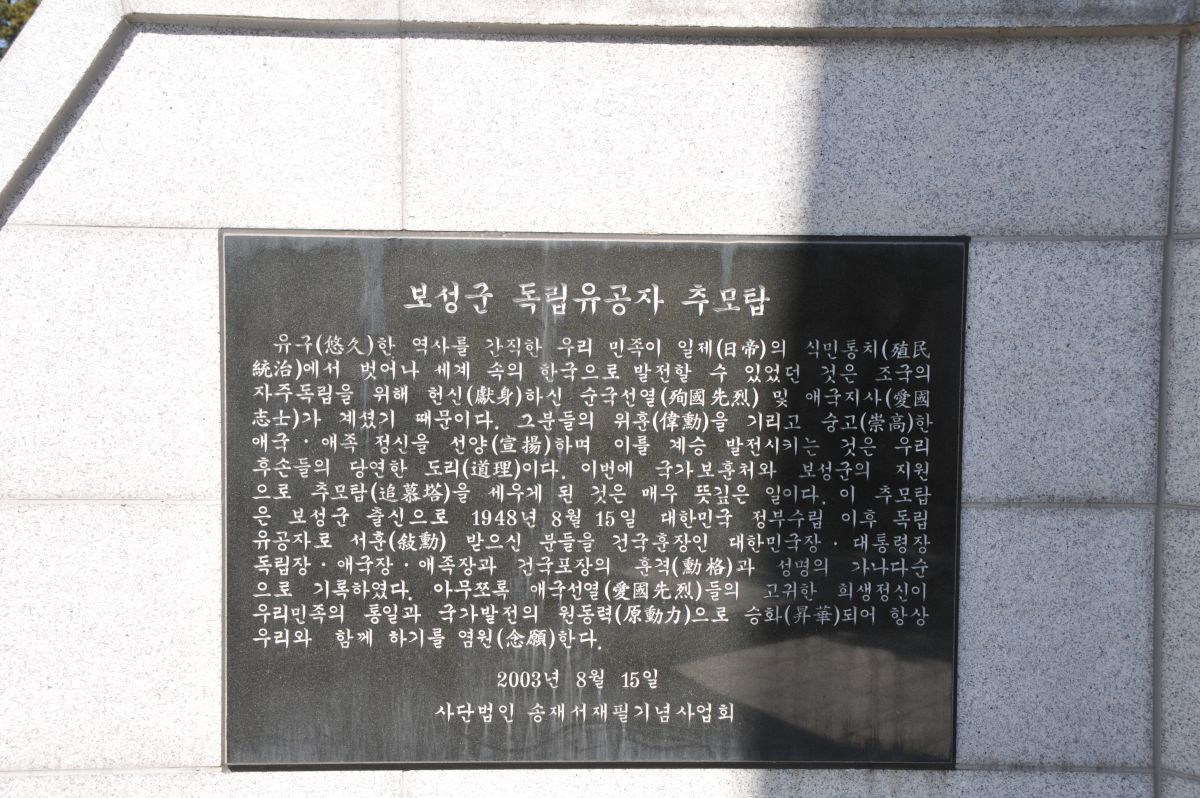 보성군 독립유공자 추모탑
유구(悠久)한 역사를 간직한 우리 민족이 일제(日帝)의 식민통치(殖民
統治)에서 벗어나 세계 속의 한국으로 발전할 수 있었던 것은 조국의
자주독립을 위해 헌신(獻身)하신 순국선열(殉國先烈) 및 애국지사(愛國
志士)가 계셨기 때문이다. 그분들의 위훈(偉勳)을 기리고 숭고(崇高)한
애국·애족 정신을 선양(宣揚)하며 이를 계승 발전시키는 것은 우리
후손들의 당연한 도리(道理)이다. 이번에 국가보훈처와 보성군의 지원
으로 추모탑(追慕塔)을 세우게 된 것은 매우 뜻깊은 일이다. 이 추모탑
은 보성군 출신으로 1948년 8월 15일 대한민국 정부수립 이후 독립
유공자로 서훈(敍勳) 받으신 분들을 건국훈장인 대한민국장·대통령장
독립장·애국장·애족장과 건국포장의 훈격(勳格)과 성명의 가나다순
으로 기록하였다. 아무쪼록 애국선열(愛國先烈)들의 고귀한 희생정신이
우리민족의 통일과 국가발전의 원동력(原動力)으로 승화(昇華)되어 항상
우리와 함께 하기를 염원(念願)한다.
2003년 8월 15일
사단법인 송재서재필기념사업회